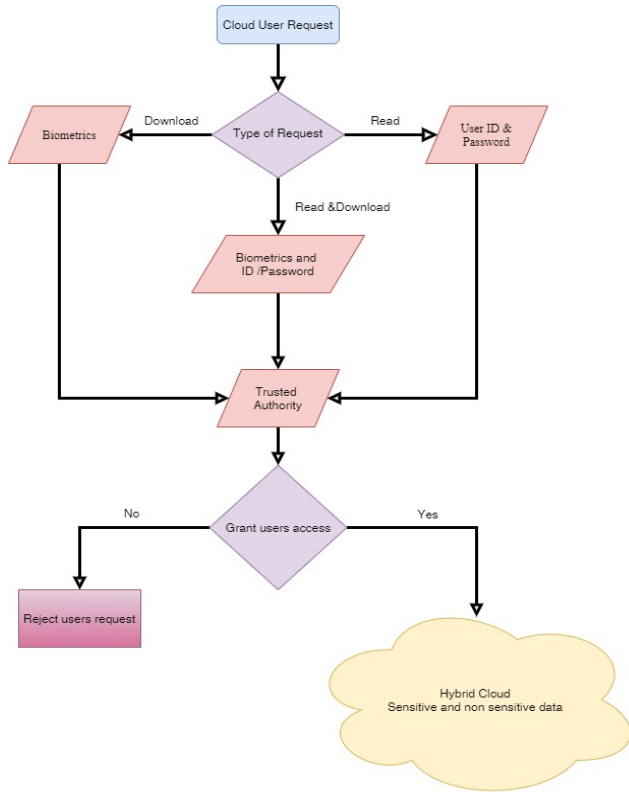 Cloud User Request
Download
Type of Request
Read
Biometrics
User ID &
Password
Read &Download
Biometrics and
ID /Password
Trusted
Authority
No
Grant users access
Yes
Reject users request
Hybrid Cloud
Sensitive and non sensitive data